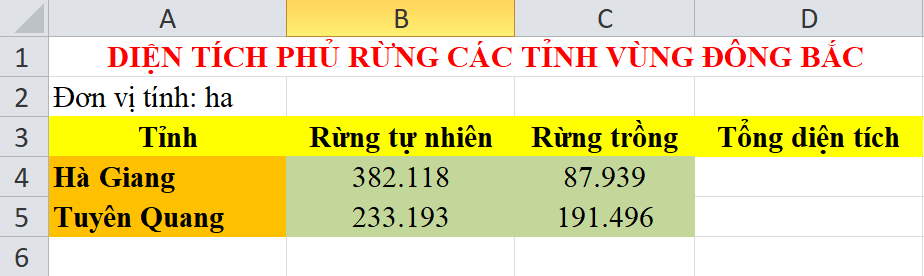 A B C D
1 DIỆN TÍCH PHỦ RỪNG CÁC TỈNH VÙNG ĐÔNG BẮC
2 Đơn vị tính: ha
3 Tỉnh Rừng tự nhiên Rừng trồng Tổng diện tích
4 Hà Giang 382.118 87.939
5 Tuyên Quang 233.193 191.496
6